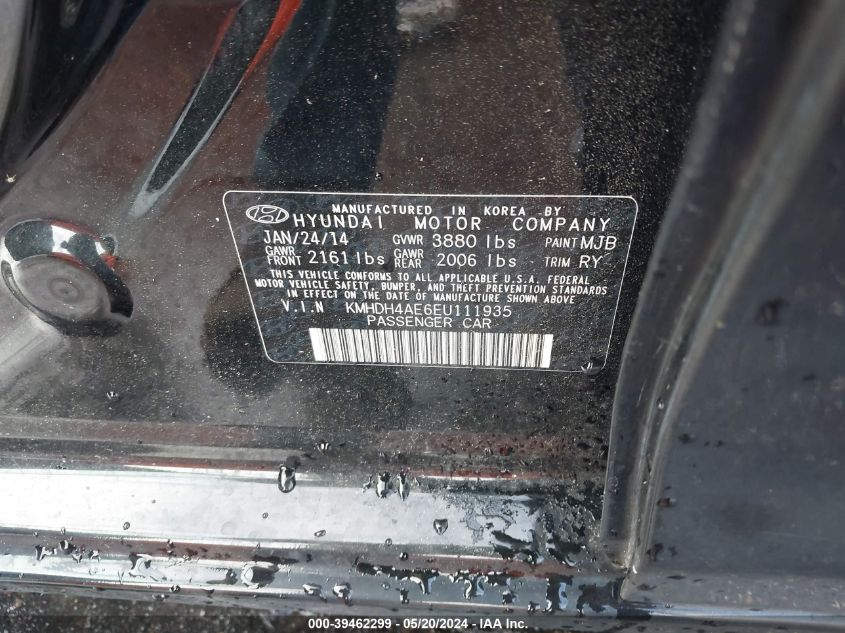 MANUFACTURED IN KOREA BY
HYUNDAI MOTOR COMPANY
JAN/24/14 GVWR 3880 lbs PAINT MJB
GAWR FRONT 2161 lbs GAWR REAR 2006 lbs TRIM RY
THIS VEHICLE CONFORMS TO ALL APPLICABLE U.S.A. FEDERAL
MOTOR VEHICLE SAFETY, BUMPER, AND THEFT PREVENTION STANDARDS
IN EFFECT ON THE DATE OF MANUFACTURE SHOWN ABOVE
V.I.N KMHDH4AE6EU111935
PASSENGER CAR
000-39462299 - 05/20/2024 - IAA Inc.